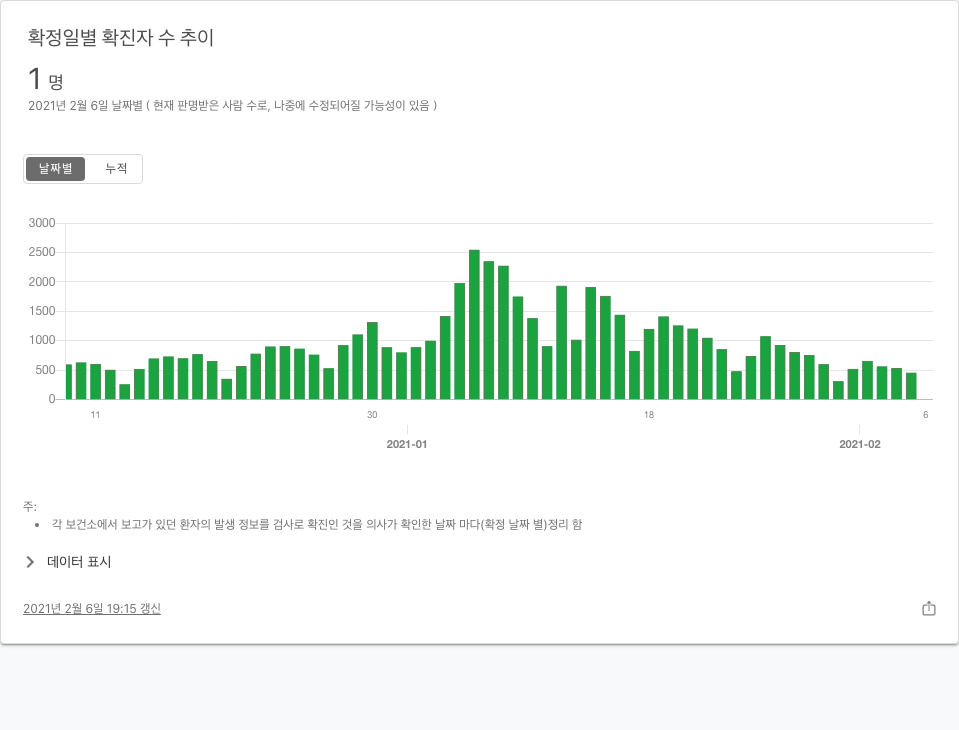 확정일별 확진자 수 추이
1 명
2021년 2월 6일 날짜별 ( 현재 판명받은 사람 수로, 나중에 수정되어질 가능성이 있음 )
날짜별 누적
3000
2500
2000
1500
1000
500
0
11 30 18 6
2021-01 2021-02
주:
• 각 보건소에서 보고가 있던 환자의 발생 정보를 검사로 확진인 것을 의사가 확인한 날짜 마다(확정 날짜 별)정리 함
데이터 표시
2021년 2월 6일 19:15 갱신